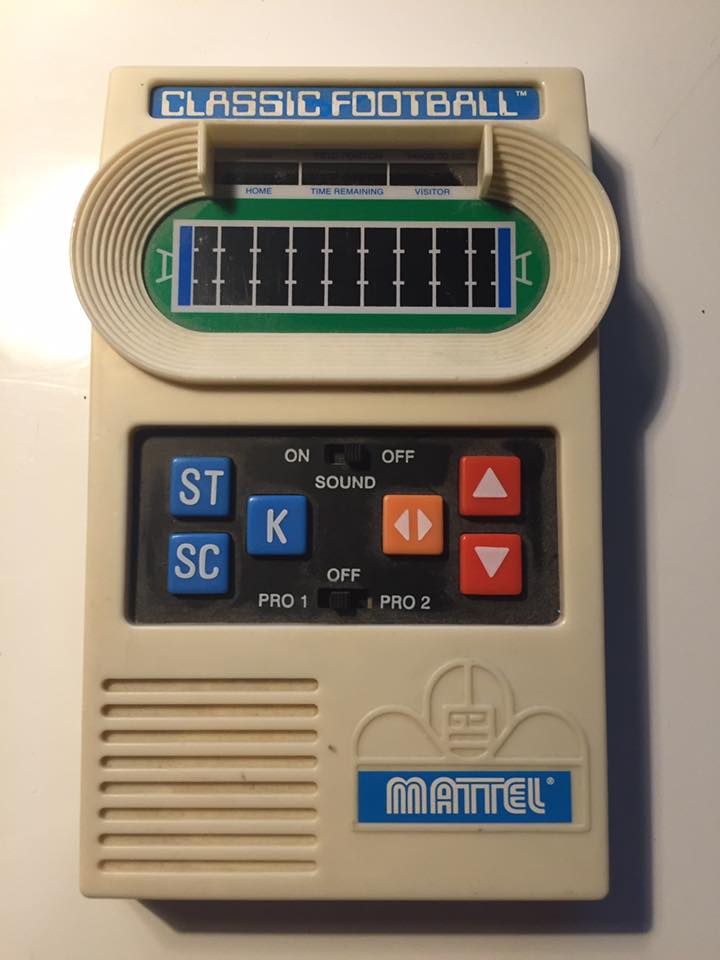 CLASSIC FOOTBALL™
HOME TIME REMAINING VISITOR
ON OFF
SOUND
ST
K
SC
OFF
PRO 1 PRO 2
MATTEL®